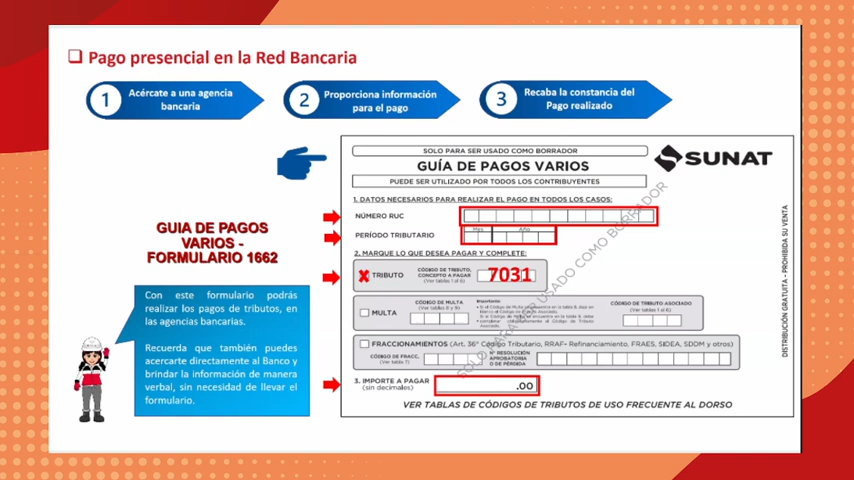 Pago presencial en la Red Bancaria
1
Acércate a una agencia
bancaria
2
Proporciona información
para el pago
3
Recaba la constancia del
Pago realizado
SOLO PARA SER USADO COMO BORRADOR
GUÍA DE PAGOS VARIOS
PUEDE SER UTILIZADO POR TODOS LOS CONTRIBUYENTES
SUNAT
1. DATOS NECESARIOS PARA REALIZAR EL PAGO EN TODOS LOS CASOS:
NÚMERO RUC
Mes
Año
PERÍODO TRIBUTARIO
2. MARQUE LO QUE DESEA PAGAR Y COMPLETE:
X TRIBUTO
CÓDIGO DE TRIBUTO,
CONCEPTO A PAGAR
(Ver tablas 1 al 6)
7031
MULTA
CÓDIGO DE MULTA
(Ver tablas 8 y 9)
Importante
CÓDIGO DE TRIBUTO ASOCIADO
(Ver tablas 1 al 6)
FRACCIONAMIENTOS (Art. 36° Código Tributario, RRAF- Refinanciamiento, FRAES, SIDEA, SDDM y otros)
CÓDIGO DE FRACC.
(Ver tabla 7)
N° RESOLUCIÓN
APROBATORIA
O DE PÉRDIDA
3. IMPORTE A PAGAR
(sin decimales)
.00
VER TABLAS DE CÓDIGOS DE TRIBUTOS DE USO FRECUENTE AL DORSO
SOLO PARA SER USADO COMO BORRADOR
DISTRIBUCIÓN GRATUITA - PROHIBIDA SU VENTA
GUIA DE PAGOS
VARIOS -
FORMULARIO 1662
Con este formulario podrás
realizar los pagos de tributos, en
las agencias bancarias.
Recuerda que también puedes
acercarte directamente al Banco y
brindar la información de manera
verbal, sin necesidad de llevar el
formulario.